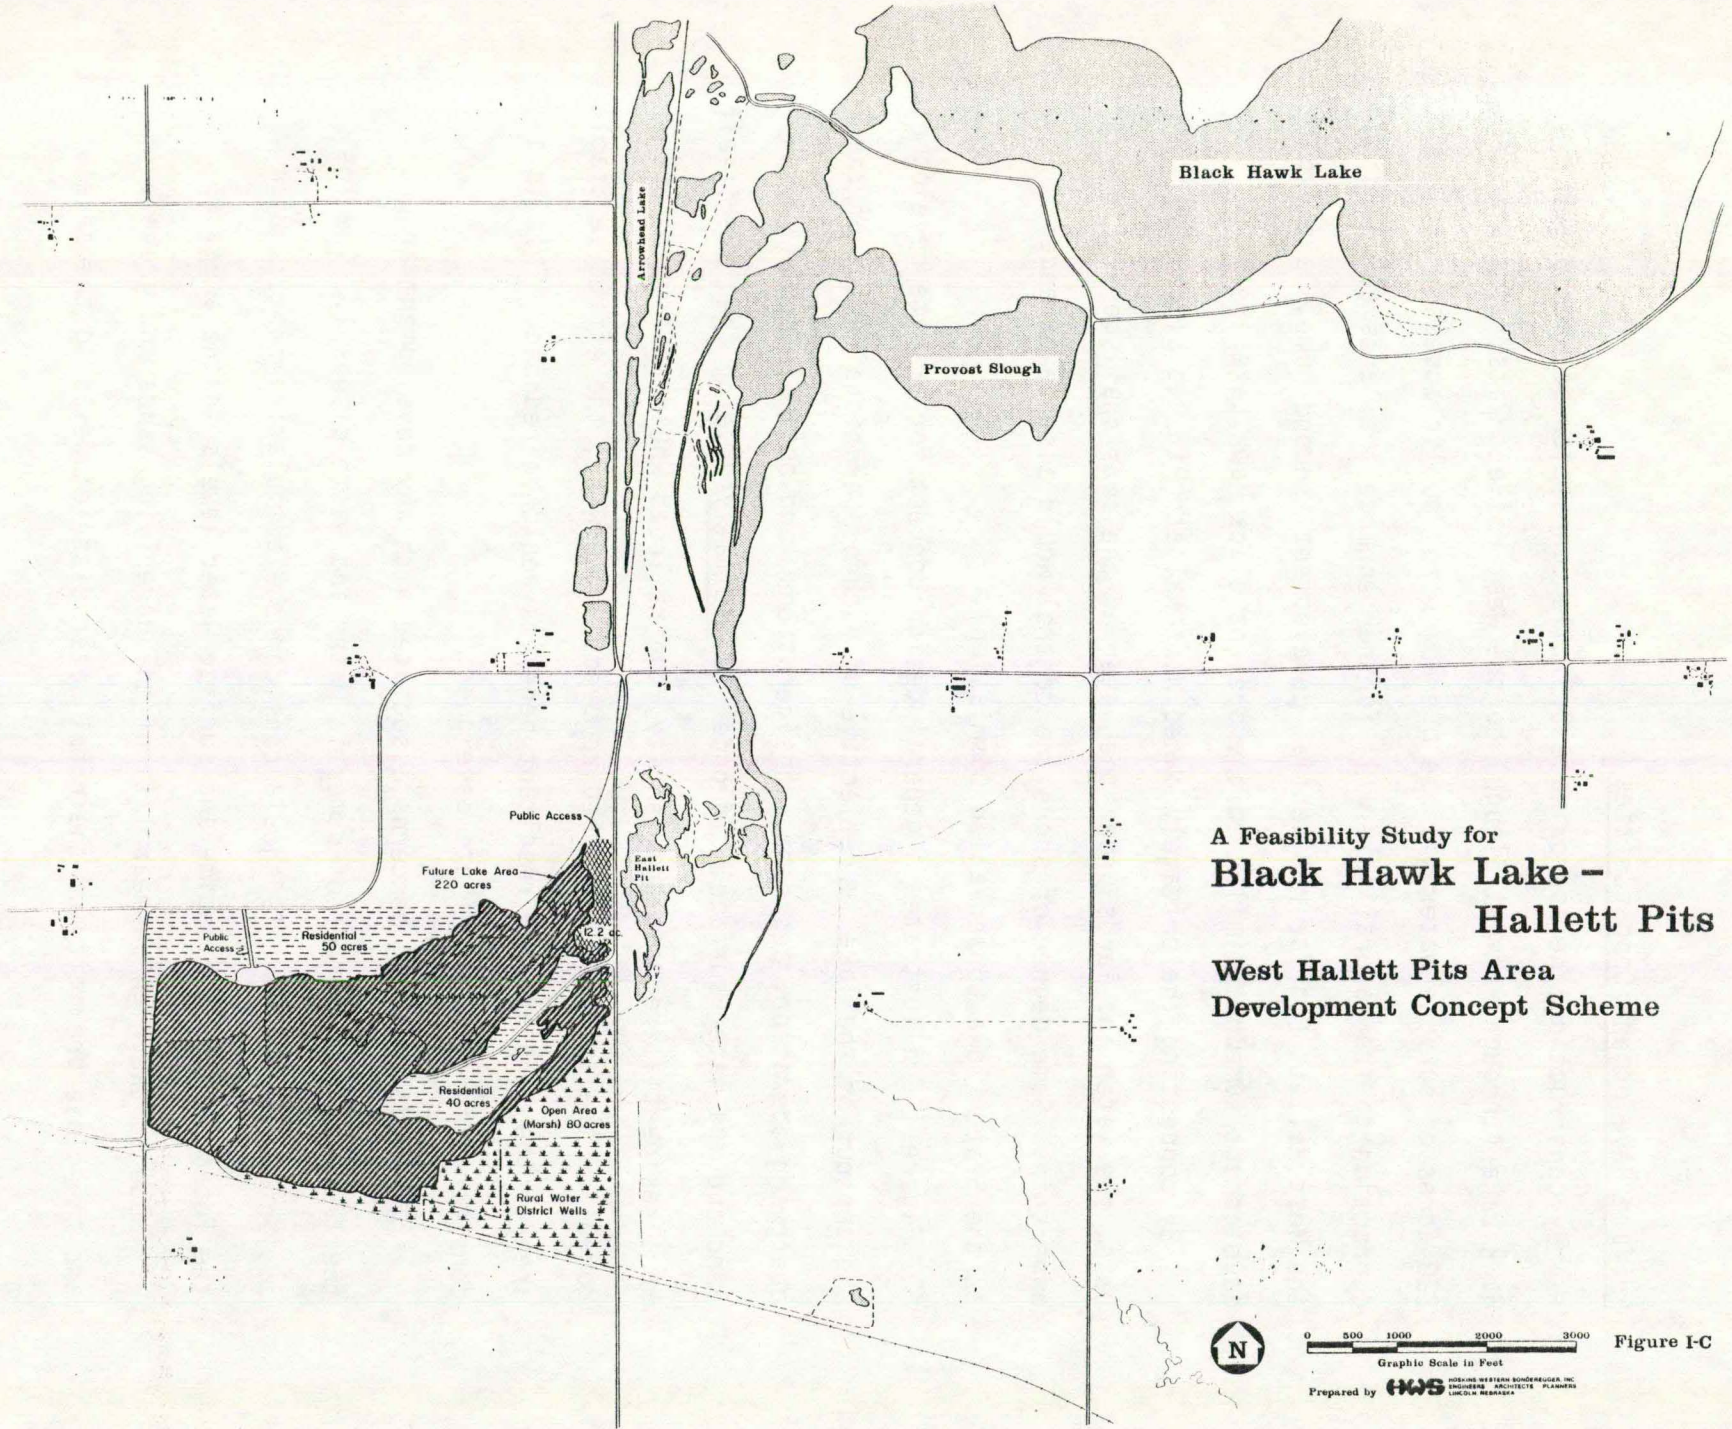 Black Hawk Lake
Arrowhead Lake
Provost Slough
Public Access
East
Hallett
Pit
Future Lake Area
220 acres
12.2 ac.
Public
Access
Residential
50 acres
Residential
40 acres
Open Area
(Marsh) 80 acres
Rural Water
District Wells
A Feasibility Study for
Black Hawk Lake –
Hallett Pits
West Hallett Pits Area
Development Concept Scheme
N
0 500 1000 2000 3000
Graphic Scale in Feet
Figure I-C
Prepared by HWS
HOSKINS WESTERN SONDEREGGER, INC.
ENGINEERS ARCHITECTS PLANNERS
LINCOLN NEBRASKA